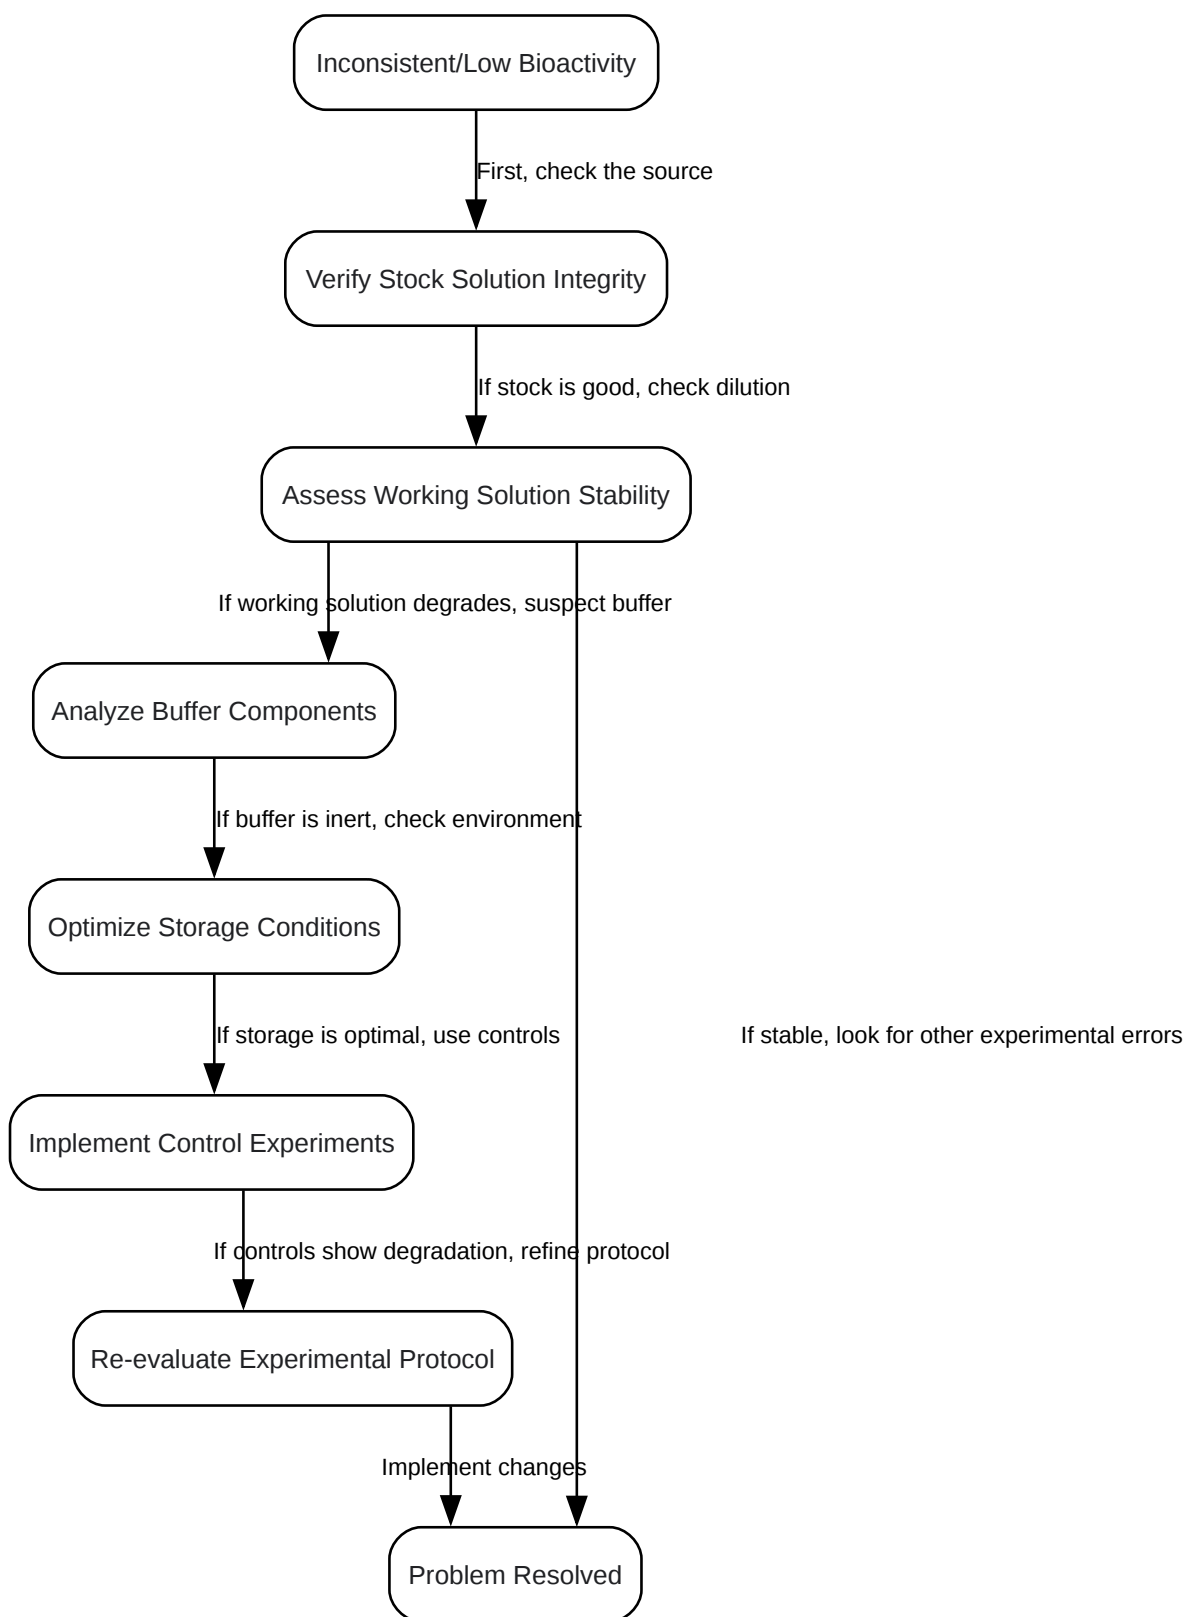 Inconsistent/Low Bioactivity
First, check the source
Verify Stock Solution Integrity
If stock is good, check dilution
Assess Working Solution Stability
If working solution degrades, suspect buffer
Analyze Buffer Components
If buffer is inert, check environment
Optimize Storage Conditions
If storage is optimal, use controls
If stable, look for other experimental errors
Implement Control Experiments
If controls show degradation, refine protocol
Re-evaluate Experimental Protocol
Implement changes
Problem Resolved